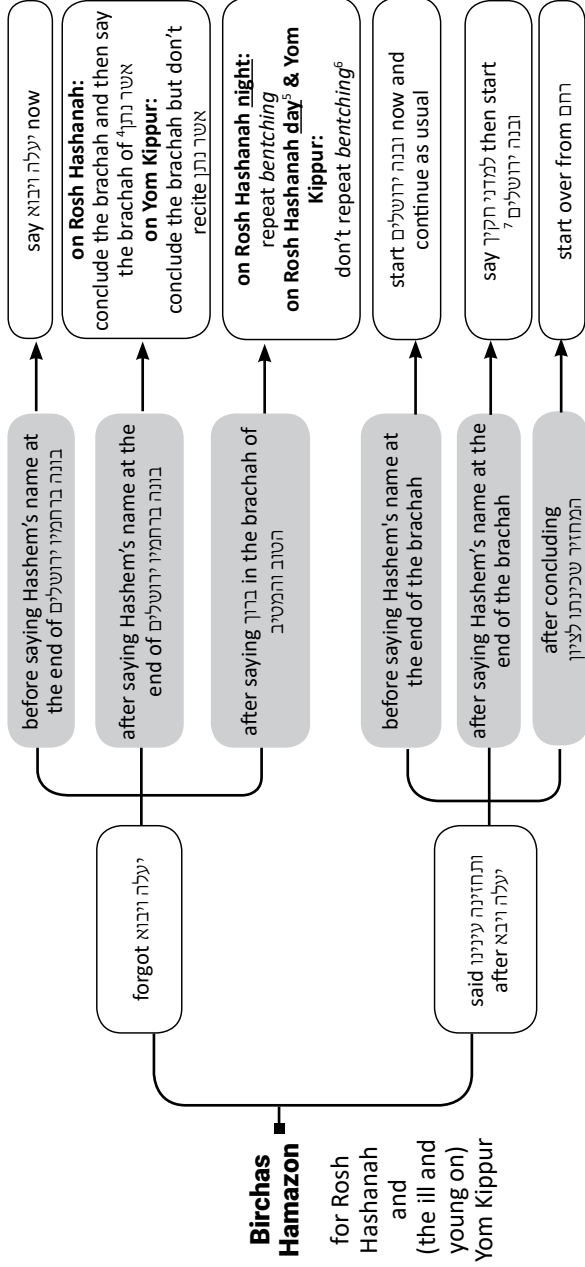 Birchas
Hamazon
for Rosh
Hashanah
and
(the ill and
young on)
Yom Kippur
forgot יעלה ויבוא
before saying Hashem's name at
the end of בונה ברחמיו ירושלים
say יעלה ויבוא now
after saying Hashem's name at the
end of בונה ברחמיו ירושלים
on Rosh Hashanah:
conclude the brachah and then say
the brachah of אשר נתן⁴
on Yom Kippur:
conclude the brachah but don't
recite אשר נתן
after saying ברוך in the brachah of
הטוב והמטיב
on Rosh Hashanah night:
repeat bentching
on Rosh Hashanah day⁵ & Yom
Kippur:
don't repeat bentching⁶
said ותחזינה עינינו
after יעלה ויבא
before saying Hashem's name at
the end of the brachah
start ובנה ירושלים now and
continue as usual
after saying Hashem's name at the
end of the brachah
say למדני חקיך then start
ובנה ירושלים ⁷
after concluding
המחזיר שכינתו לציון
start over from רחם